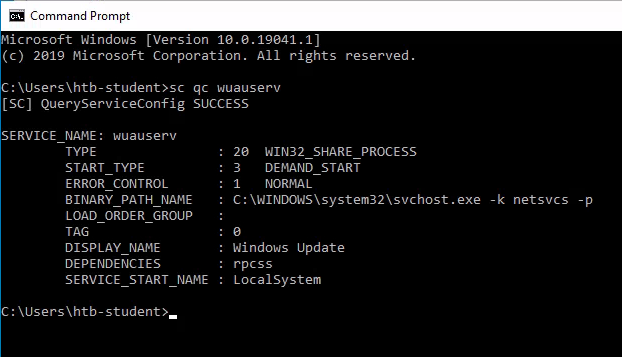 Command Prompt
Microsoft Windows [Version 10.0.19041.1]
(c) 2019 Microsoft Corporation. All rights reserved.
C:\Users\htb-student>sc qc wuauserv
[SC] QueryServiceConfig SUCCESS
SERVICE_NAME: wuauserv
        TYPE               : 20  WIN32_SHARE_PROCESS
        START_TYPE         : 3   DEMAND_START
        ERROR_CONTROL      : 1   NORMAL
        BINARY_PATH_NAME   : C:\WINDOWS\system32\svchost.exe -k netsvcs -p
        LOAD_ORDER_GROUP   :
        TAG                : 0
        DISPLAY_NAME       : Windows Update
        DEPENDENCIES       : rpcss
        SERVICE_START_NAME : LocalSystem
C:\Users\htb-student>